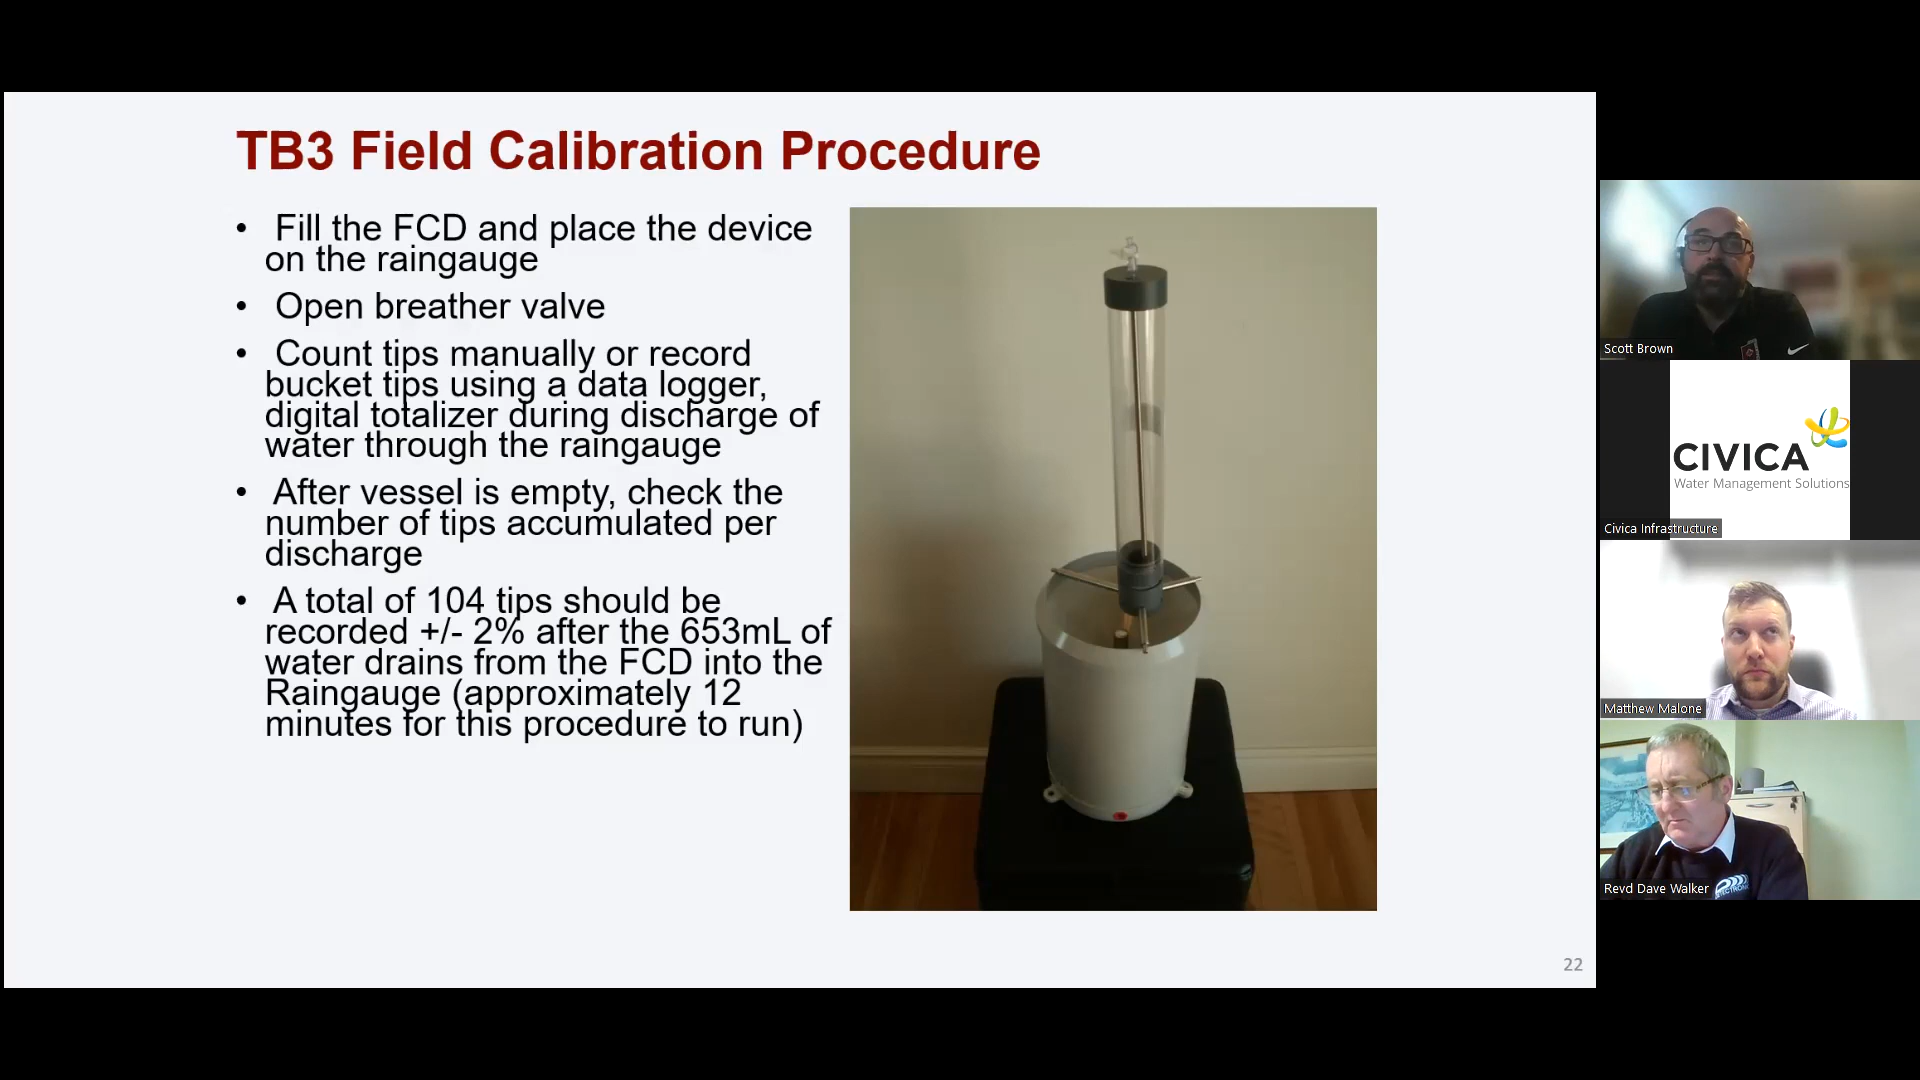 TB3 Field Calibration Procedure
• Fill the FCD and place the device
on the raingauge
• Open breather valve
• Count tips manually or record
bucket tips using a data logger,
digital totalizer during discharge of
water through the raingauge
• After vessel is empty, check the
number of tips accumulated per
discharge
• A total of 104 tips should be
recorded +/- 2% after the 653mL of
water drains from the FCD into the
Raingauge (approximately 12
minutes for this procedure to run)
22
Scott Brown
CIVICA
Water Management Solutions
Civica Infrastructure
Matthew Malone
Revd Dave Walker